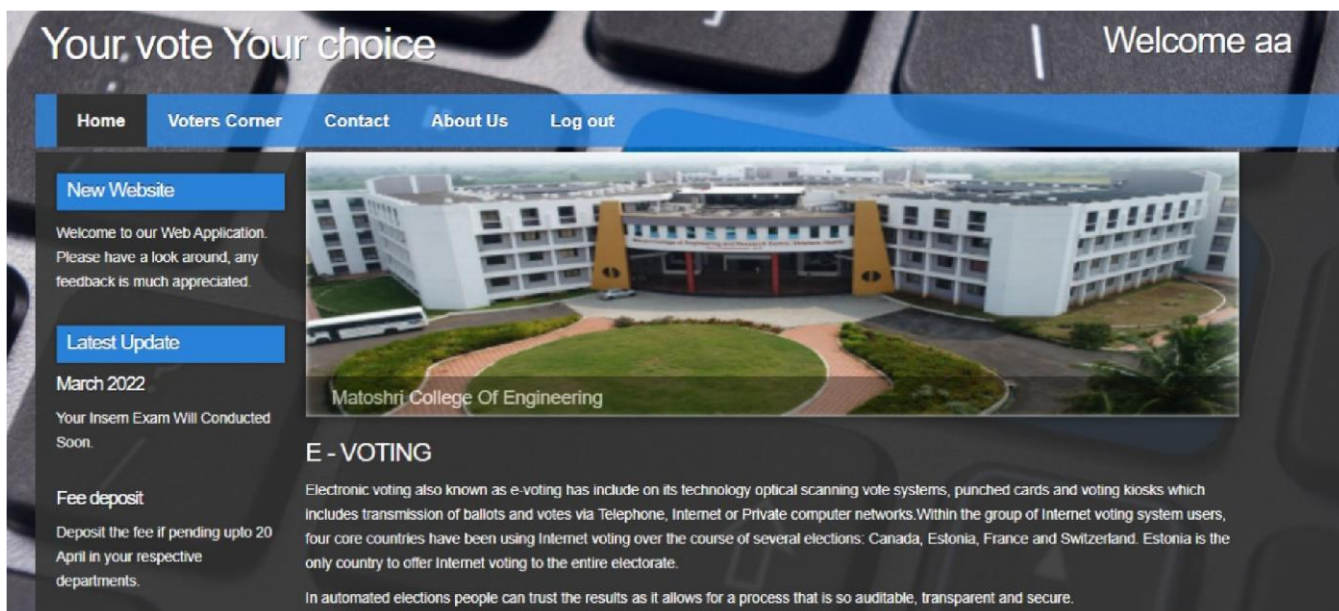 Your vote Your choice
Welcome aa
Home Voters Corner Contact About Us Log out
New Website
Welcome to our Web Application.
Please have a look around, any
feedback is much appreciated.
Latest Update
March 2022
Your Insem Exam Will Conducted
Soon.
Fee deposit
Deposit the fee if pending upto 20
April in your respective
departments.
Matoshri College Of Engineering
E - VOTING
Electronic voting also known as e-voting has include on its technology optical scanning vote systems, punched cards and voting kiosks which
includes transmission of ballots and votes via Telephone, Internet or Private computer networks.Within the group of Internet voting system users,
four core countries have been using Internet voting over the course of several elections: Canada, Estonia, France and Switzerland. Estonia is the
only country to offer Internet voting to the entire electorate.
In automated elections people can trust the results as it allows for a process that is so auditable, transparent and secure.